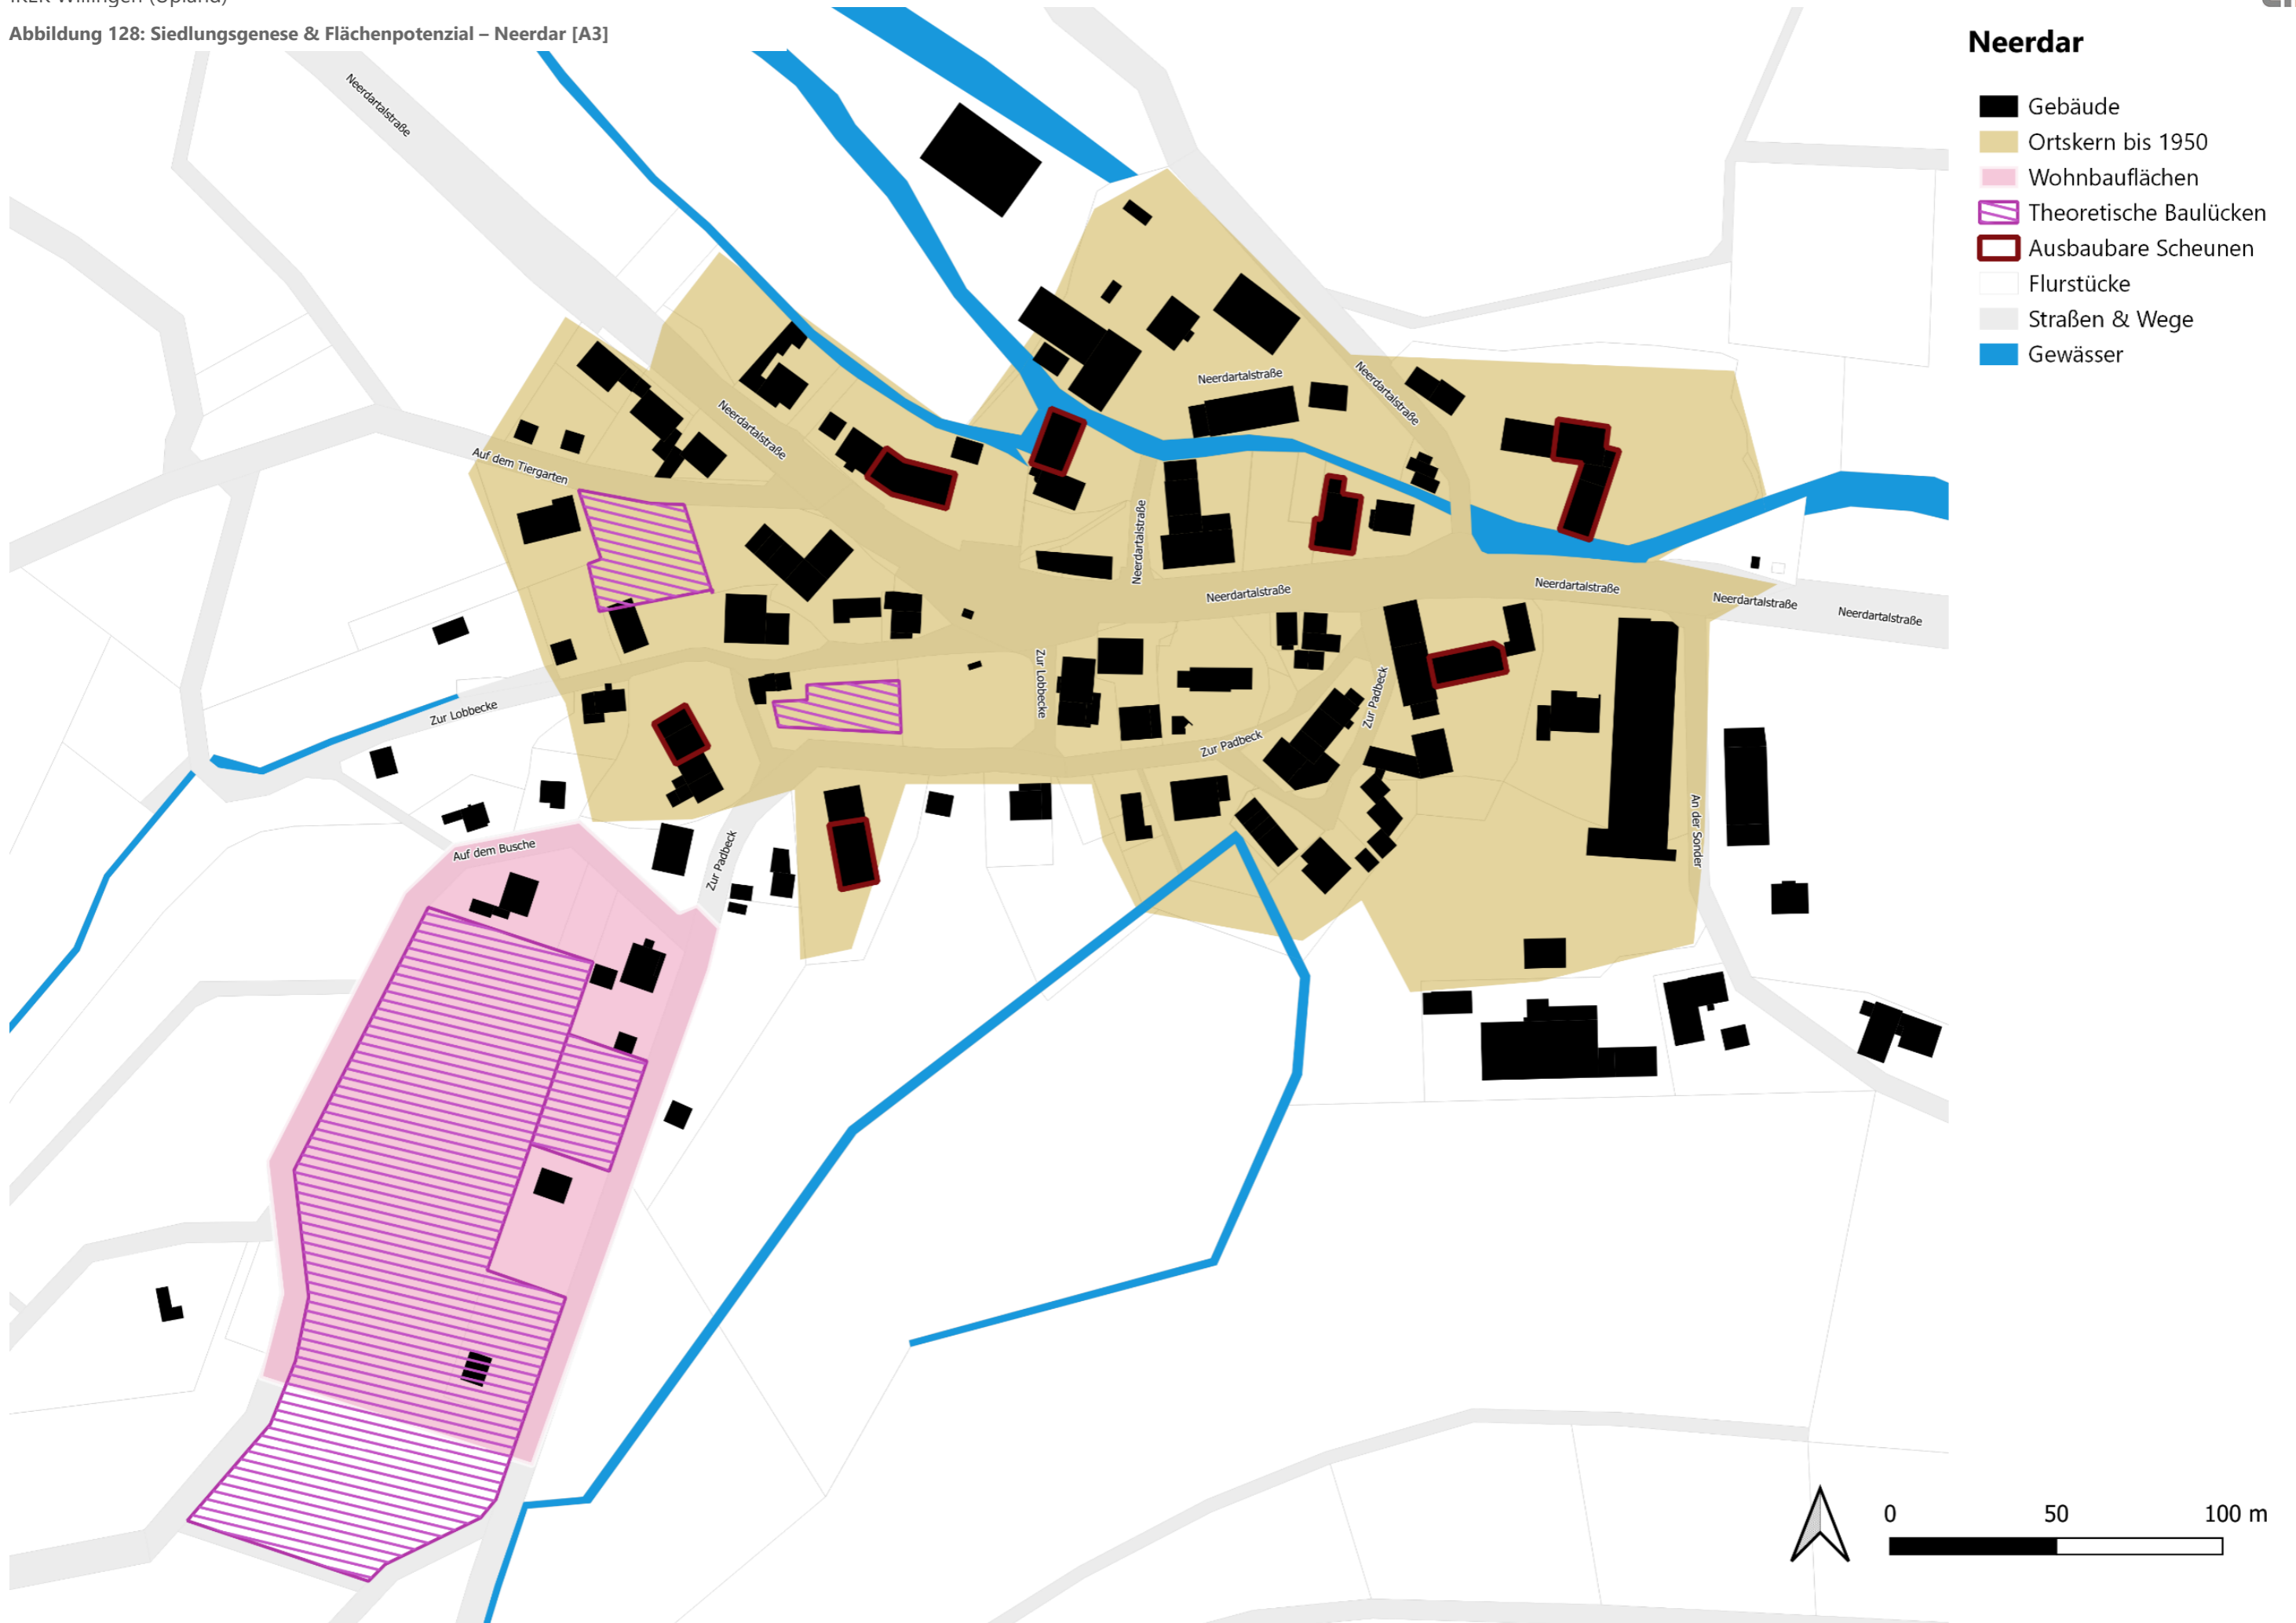 Abbildung 128: Siedlungsgenese & Flächenpotenzial – Neerdar [A3]
Neerdar
Gebäude
Ortskern bis 1950
Wohnbauflächen
Theoretische Baulücken
Ausbaubare Scheunen
Flurstücke
Straßen & Wege
Gewässer
Neerdartalstraße
Neerdartalstraße
Neerdartalstraße
Neerdartalstraße
Auf dem Tiergarten
Neerdartalstraße
Neerdartalstraße
Neerdartalstraße
Neerdartalstraße
Neerdartalstraße
Zur Lobbecke
Zur Lobbecke
Zur Padbeck
Zur Padbeck
Zur Padbeck
An der Sonder
Auf dem Busche
0 50 100 m